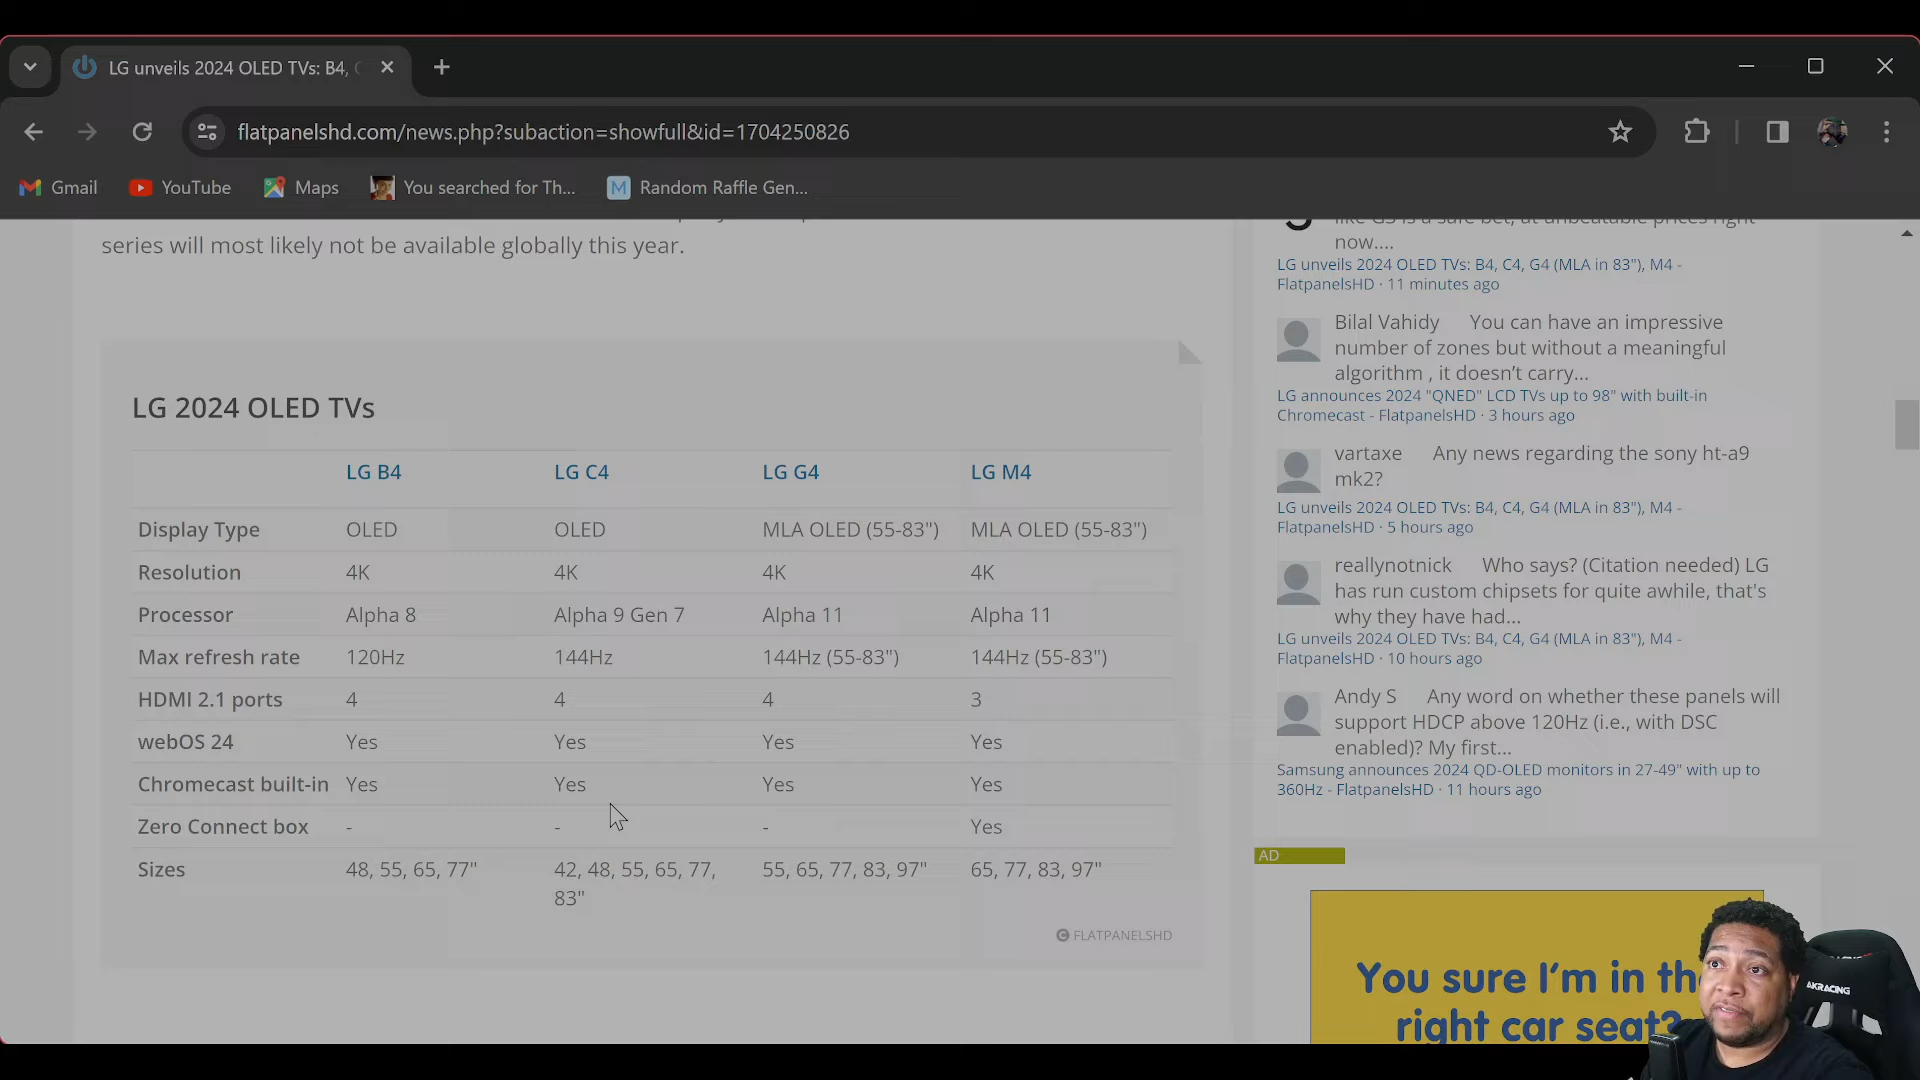 LG unveils 2024 OLED TVs: B4,
flatpanelshd.com/news.php?subaction=showfull&id=1704250826
Gmail
YouTube
Maps
You searched for Th...
M
Random Raffle Gen...
series will most likely not be available globally this year.
LG 2024 OLED TVs
LG B4 LG C4 LG G4 LG M4
Display Type OLED OLED MLA OLED (55-83") MLA OLED (55-83")
Resolution 4K 4K 4K 4K
Processor Alpha 8 Alpha 9 Gen 7 Alpha 11 Alpha 11
Max refresh rate 120Hz 144Hz 144Hz (55-83") 144Hz (55-83")
HDMI 2.1 ports 4 4 4 3
webOS 24 Yes Yes Yes Yes
Chromecast built-in Yes Yes Yes Yes
Zero Connect box - - - Yes
Sizes 48, 55, 65, 77" 42, 48, 55, 65, 77, 55, 65, 77, 83, 97" 65, 77, 83, 97"
83"
© FLATPANELSHD
like G3 is a safe bet, at unbeatable prices right
now....
LG unveils 2024 OLED TVs: B4, C4, G4 (MLA in 83"), M4 -
FlatpanelsHD · 11 minutes ago
Bilal Vahidy You can have an impressive
number of zones but without a meaningful
algorithm , it doesn't carry...
LG announces 2024 "QNED" LCD TVs up to 98" with built-in
Chromecast - FlatpanelsHD · 3 hours ago
vartaxe Any news regarding the sony ht-a9
mk2?
LG unveils 2024 OLED TVs: B4, C4, G4 (MLA in 83"), M4 -
FlatpanelsHD · 5 hours ago
reallynotnick Who says? (Citation needed) LG
has run custom chipsets for quite awhile, that's
why they have had...
LG unveils 2024 OLED TVs: B4, C4, G4 (MLA in 83"), M4 -
FlatpanelsHD · 10 hours ago
Andy S Any word on whether these panels will
support HDCP above 120Hz (i.e., with DSC
enabled)? My first...
Samsung announces 2024 QD-OLED monitors in 27-49" with up to
360Hz - FlatpanelsHD · 11 hours ago
AD
You sure I'm in the
right car seat?
AKRACING